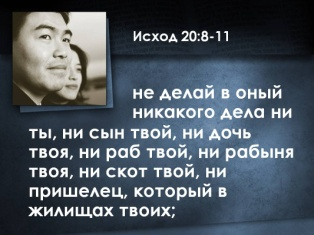 Исход 20:8-11
не делай в оный
никакого дела ни
ты, ни сын твой, ни дочь
твоя, ни раб твой, ни рабыня
твоя, ни скот твой, ни
пришелец, который в
жилищах твоих;